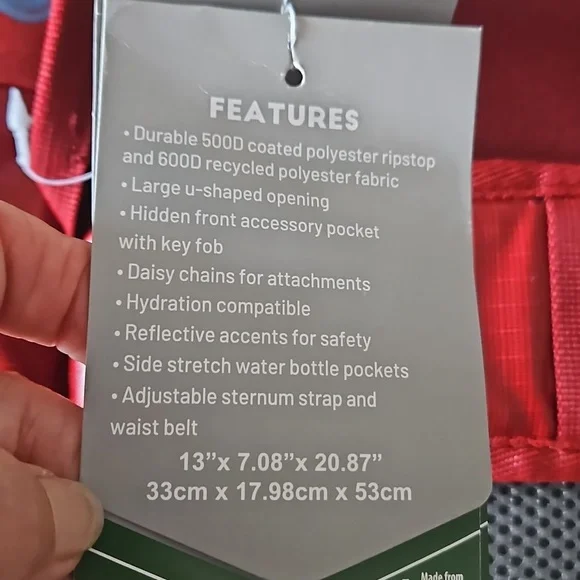 FEATURES
• Durable 500D coated polyester ripstop
and 600D recycled polyester fabric
• Large u-shaped opening
• Hidden front accessory pocket
with key fob
• Daisy chains for attachments
• Hydration compatible
• Reflective accents for safety
• Side stretch water bottle pockets
• Adjustable sternum strap and
waist belt
13”x 7.08”x 20.87”
33cm x 17.98cm x 53cm
Made from